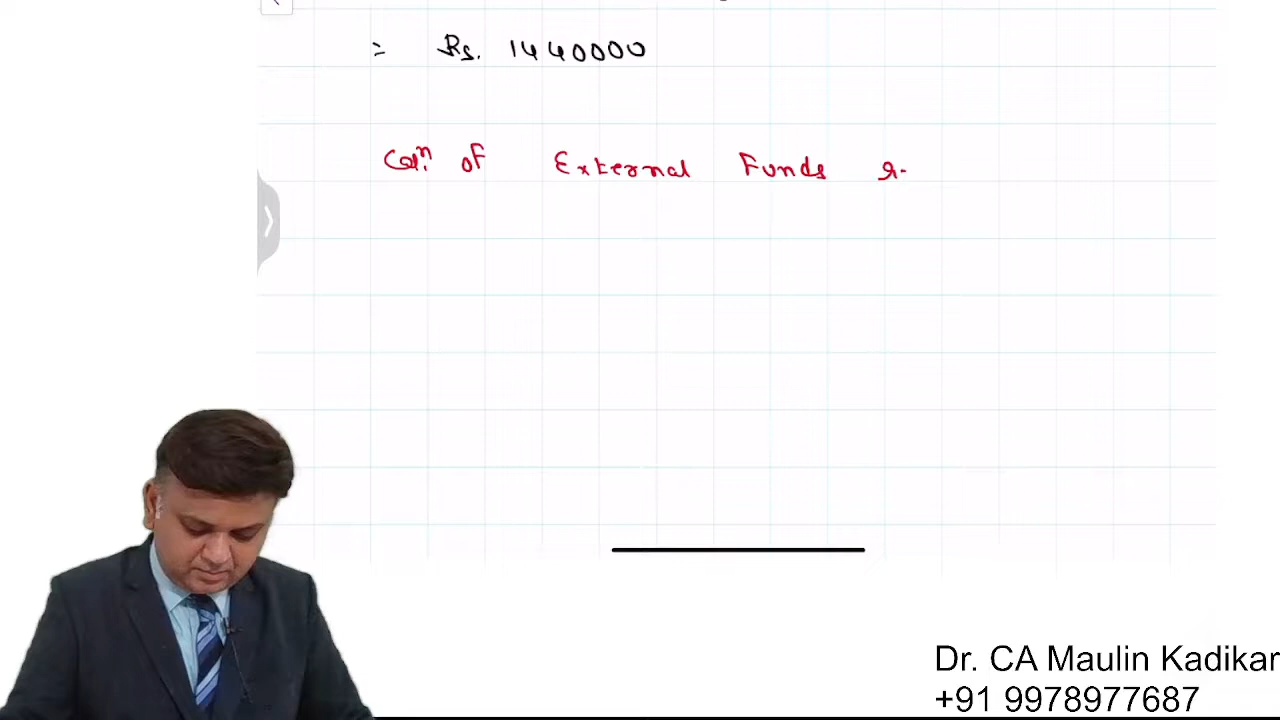 = Rs. 1440000
Caln. of External Funds r
Dr. CA Maulin Kadikar
+91 9978977687